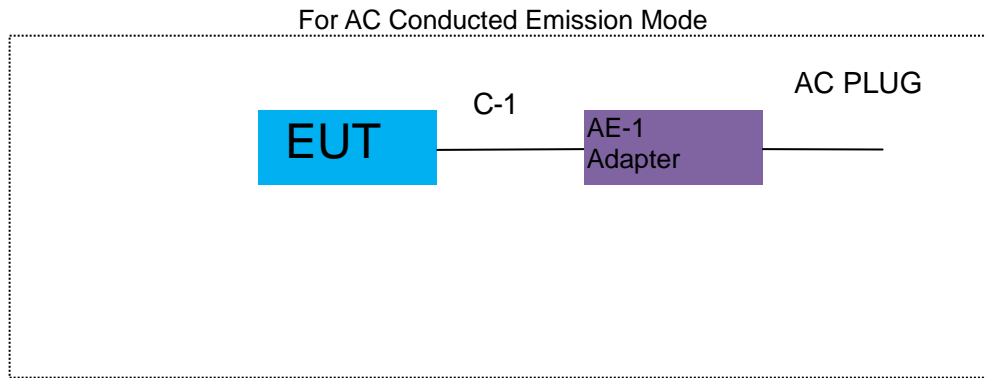 For AC Conducted Emission Mode
AC PLUG
C-1
EUT
AE-1
Adapter